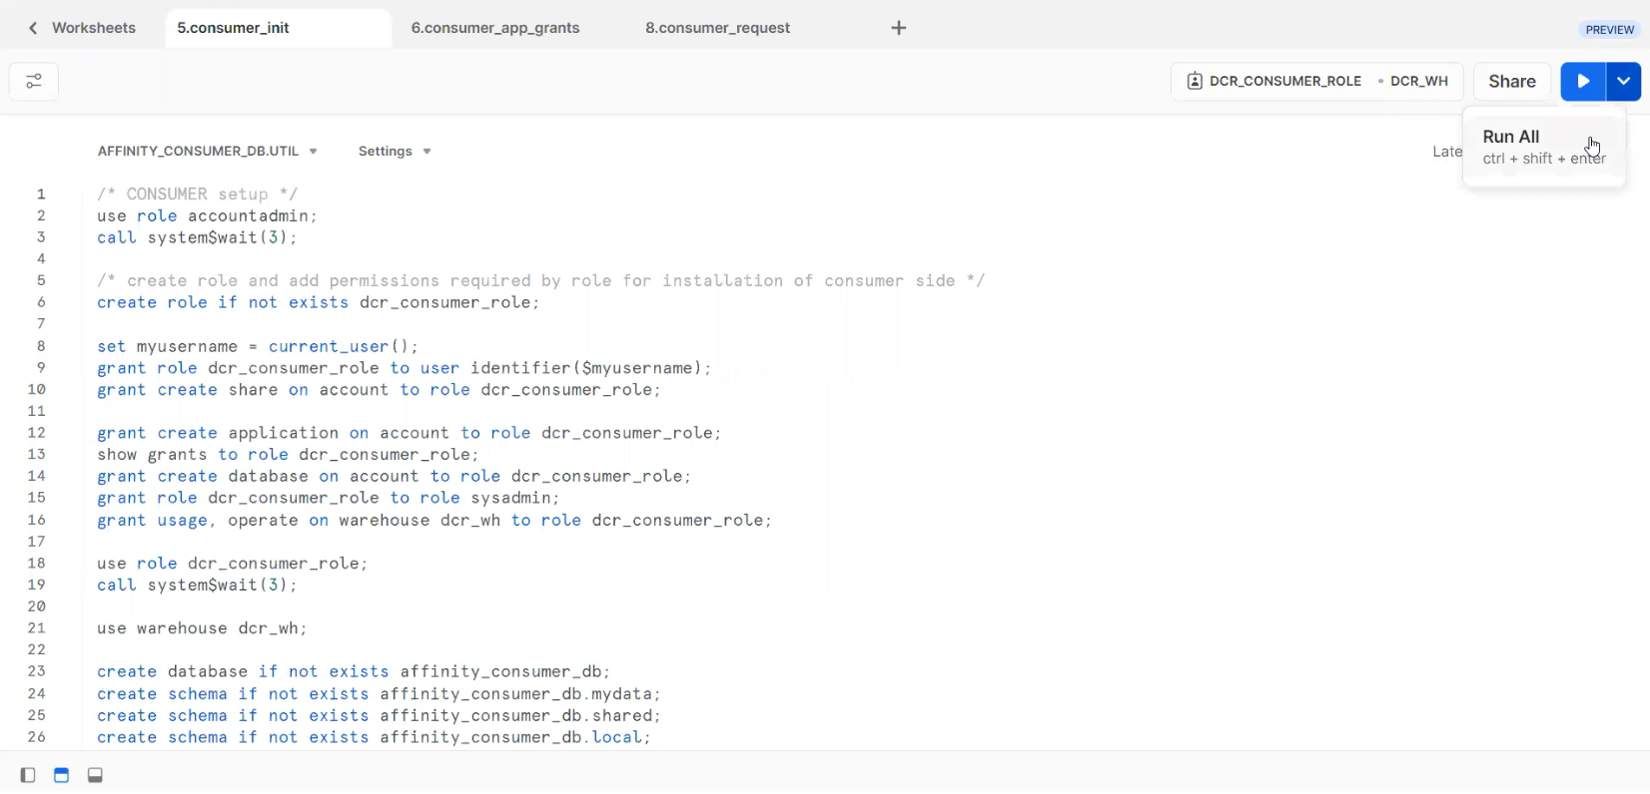 Worksheets 5.consumer_init 6.consumer_app_grants 8.consumer_request +
PREVIEW
DCR_CONSUMER_ROLE • DCR_WH Share
Run All
ctrl + shift + enter
AFFINITY_CONSUMER_DB.UTIL Settings Late
1 /* CONSUMER setup */
2 use role accountadmin;
3 call system$wait(3);
4
5 /* create role and add permissions required by role for installation of consumer side */
6 create role if not exists dcr_consumer_role;
7
8 set myusername = current_user();
9 grant role dcr_consumer_role to user identifier($myusername);
10 grant create share on account to role dcr_consumer_role;
11
12 grant create application on account to role dcr_consumer_role;
13 show grants to role dcr_consumer_role;
14 grant create database on account to role dcr_consumer_role;
15 grant role dcr_consumer_role to role sysadmin;
16 grant usage, operate on warehouse dcr_wh to role dcr_consumer_role;
17
18 use role dcr_consumer_role;
19 call system$wait(3);
20
21 use warehouse dcr_wh;
22
23 create database if not exists affinity_consumer_db;
24 create schema if not exists affinity_consumer_db.mydata;
25 create schema if not exists affinity_consumer_db.shared;
26 create schema if not exists affinity_consumer_db.local;